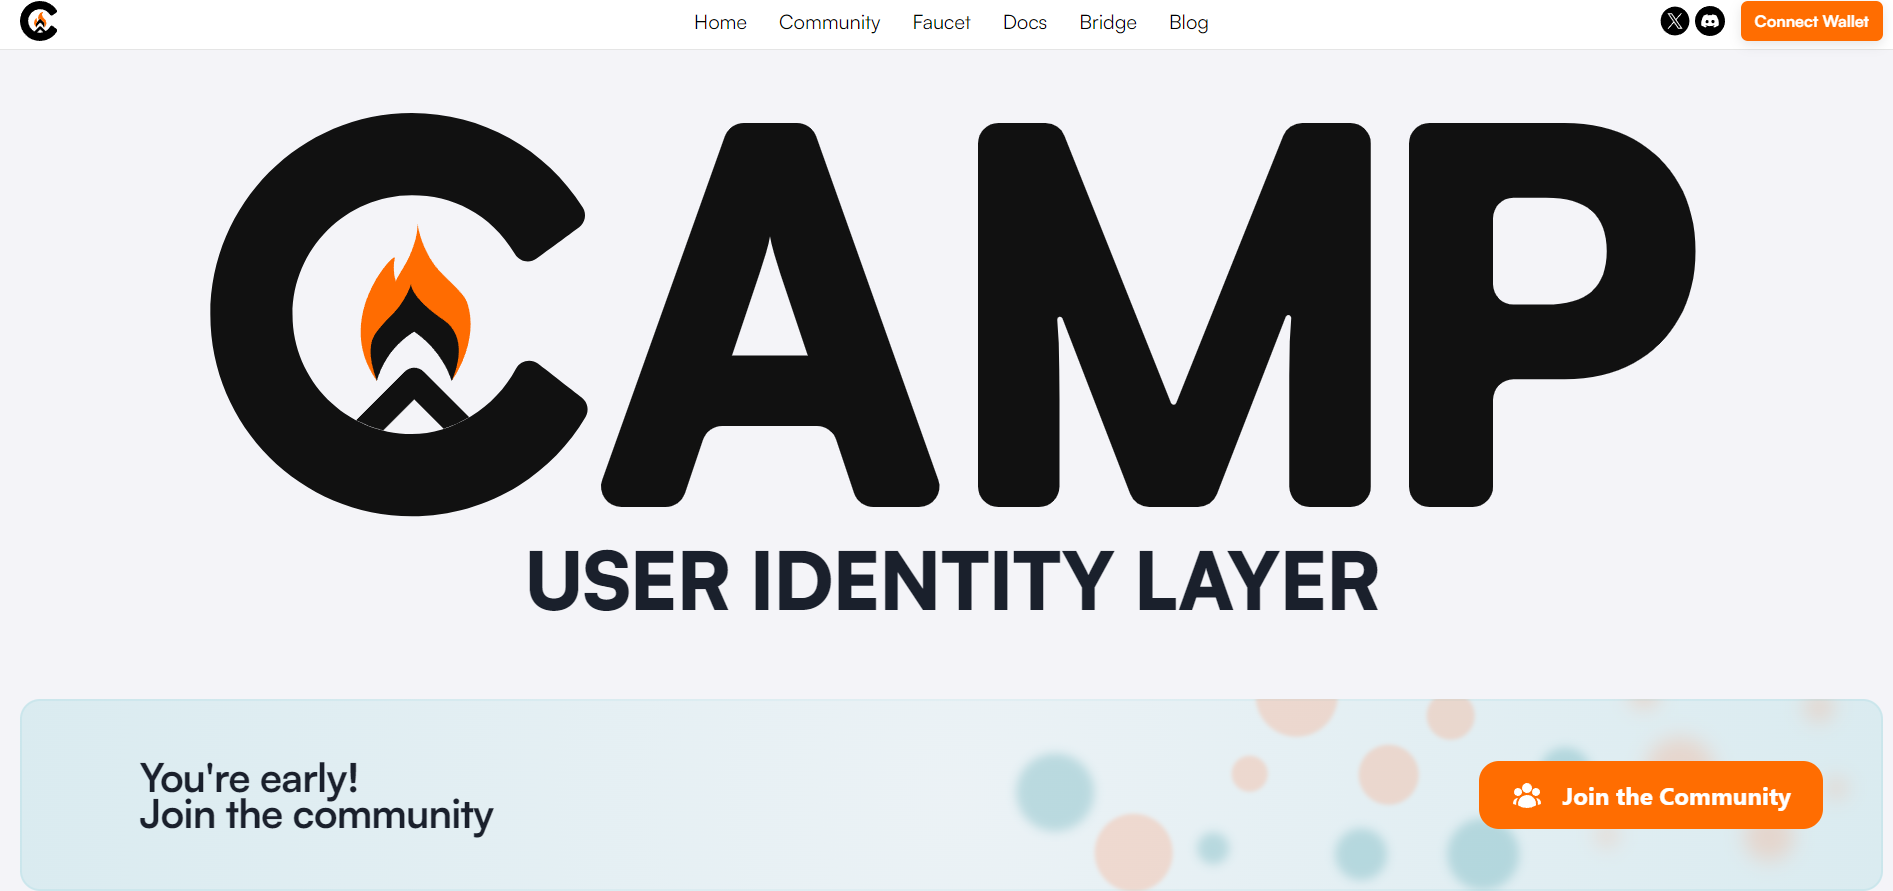 Home Community Faucet Docs Bridge Blog Connect Wallet
CAMP
USER IDENTITY LAYER
You're early!
Join the community
Join the Community